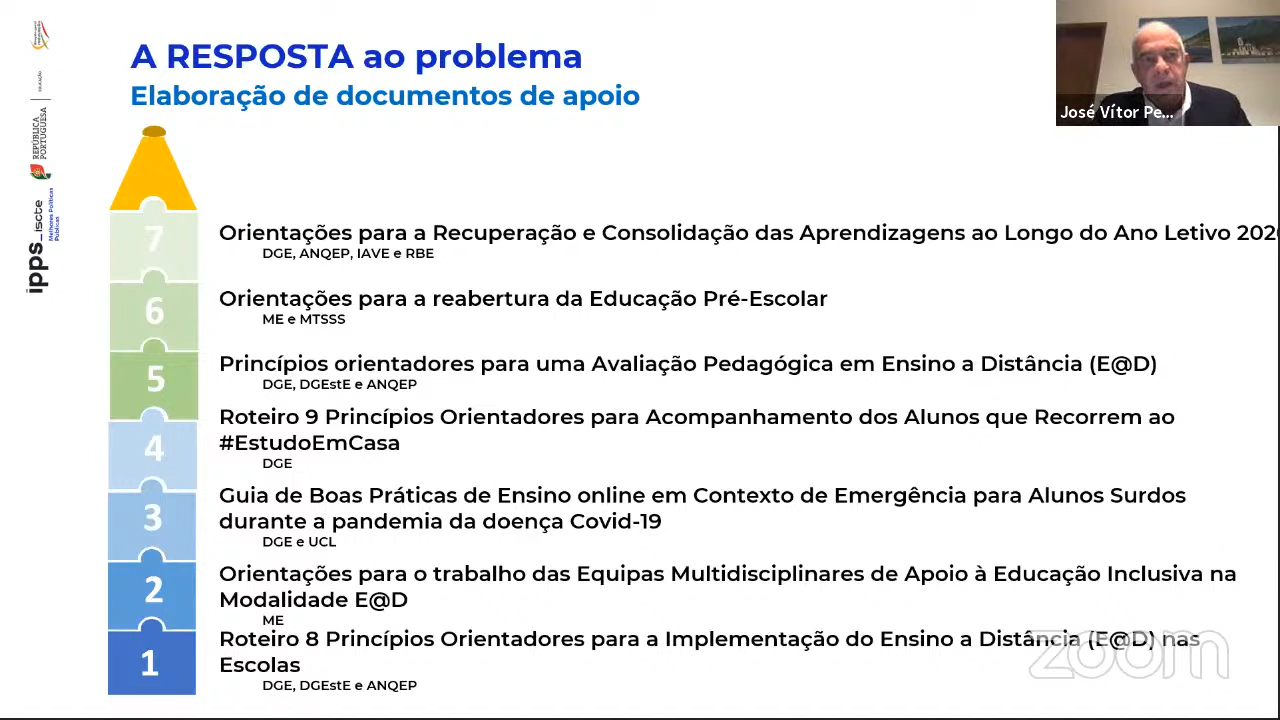 A RESPOSTA ao problema
Elaboração de documentos de apoio
José Vítor Pe...
EDUCAÇÃO
REPÚBLICA
PORTUGUESA
ipps_iscte
Melhores Políticas
Públicas
7
Orientações para a Recuperação e Consolidação das Aprendizagens ao Longo do Ano Letivo 202
DGE, ANQEP, IAVE e RBE
6
Orientações para a reabertura da Educação Pré-Escolar
ME e MTSSS
5
Princípios orientadores para uma Avaliação Pedagógica em Ensino a Distância (E@D)
DGE, DGEstE e ANQEP
4
Roteiro 9 Princípios Orientadores para Acompanhamento dos Alunos que Recorrem ao
#EstudoEmCasa
DGE
3
Guia de Boas Práticas de Ensino online em Contexto de Emergência para Alunos Surdos
durante a pandemia da doença Covid-19
DGE e UCL
2
Orientações para o trabalho das Equipas Multidisciplinares de Apoio à Educação Inclusiva na
Modalidade E@D
ME
1
Roteiro 8 Princípios Orientadores para a Implementação do Ensino a Distância (E@D) nas
Escolas
DGE, DGEstE e ANQEP
zoom